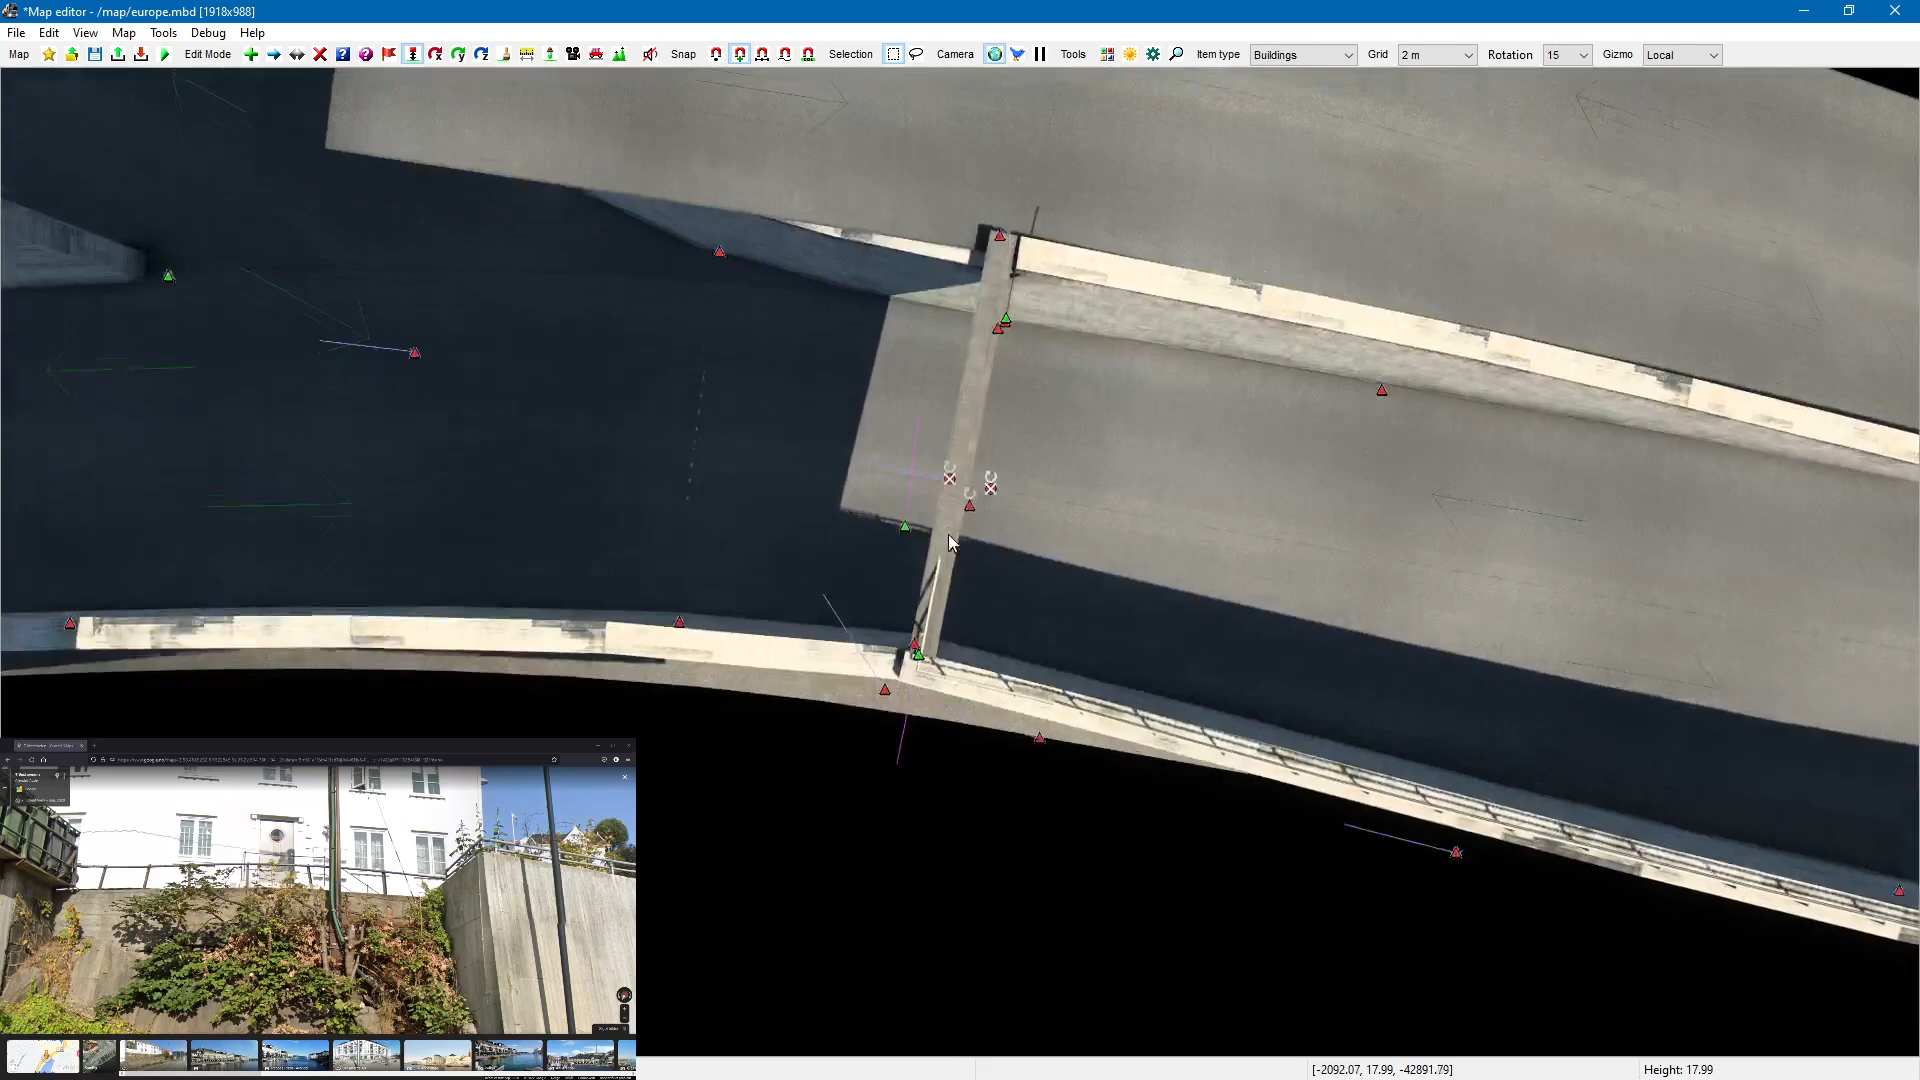 *Map editor - /map/europe.mbd [1918x988]
File Edit View Map Tools Debug Help
Map Edit Mode Snap Selection Camera Tools Item type Buildings Grid 2 m Rotation 15 Gizmo Local
[-2092.07, 17.99, -42891.79] Height: 17.99